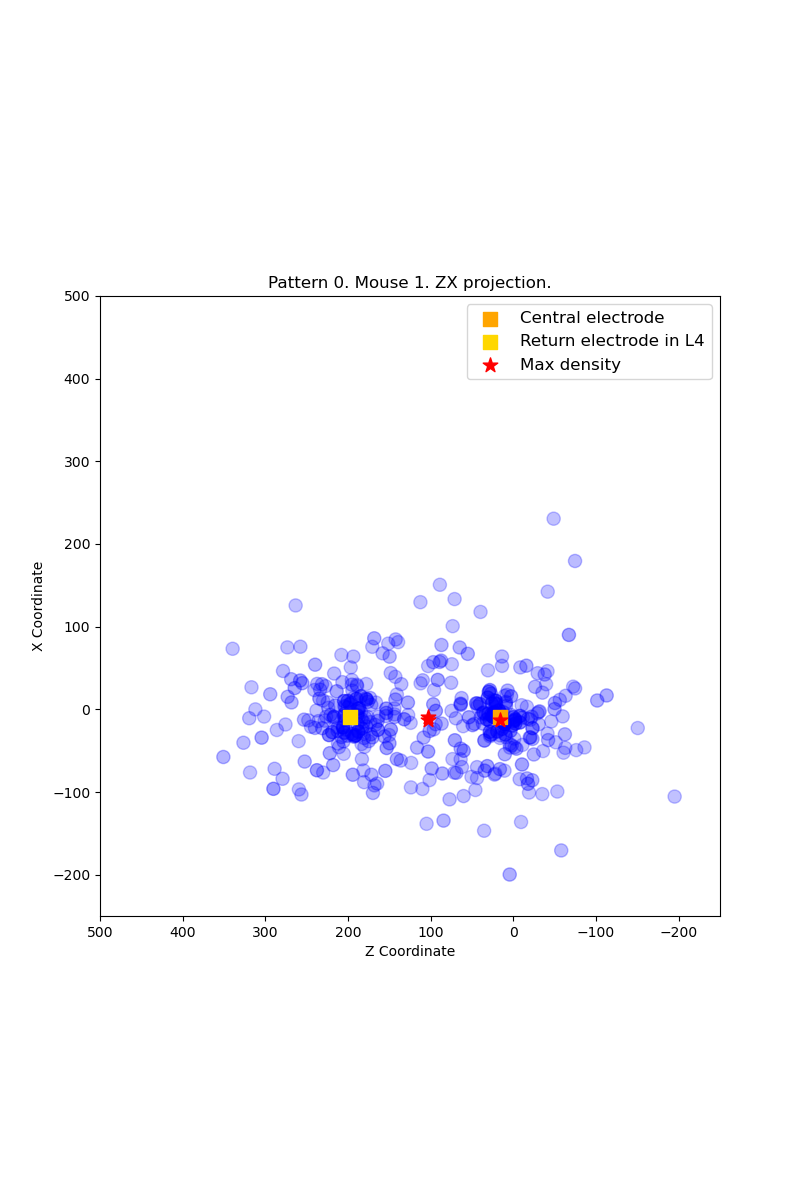 Pattern 0. Mouse 1. ZX projection.
Central electrode
Return electrode in L4
Max density
X Coordinate
500
400
300
200
100
0
−100
−200
500 400 300 200 100 0 −100 −200
Z Coordinate